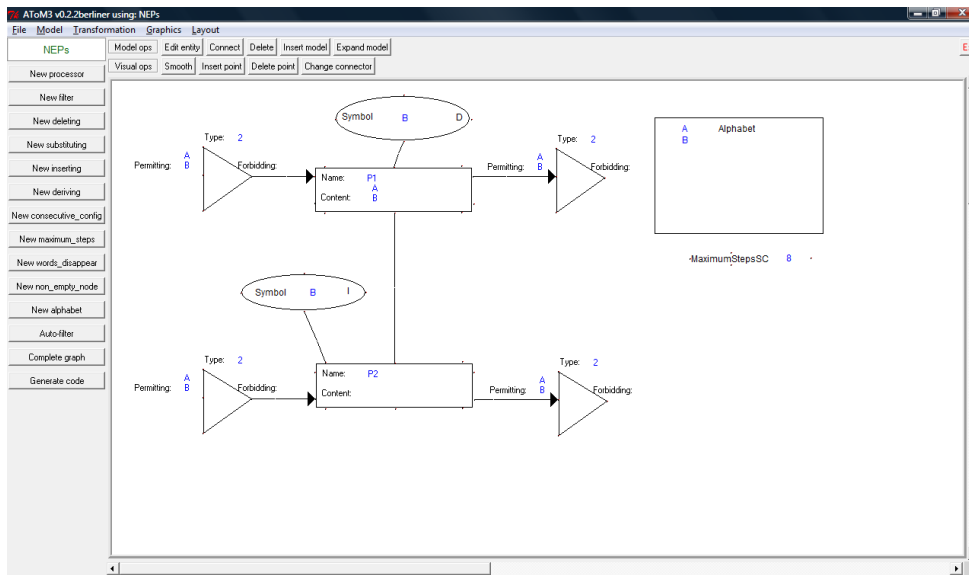 AToM3 v0.2.2berliner using: NEPs
File Model Transformation Graphics Layout
NEPs
Model ops Edit entity Connect Delete Insert model Expand model
Visual ops Smooth Insert point Delete point Change connector
New processor
New filter
New deleting
New substituting
New inserting
New deriving
New consecutive_config
New maximum_steps
New words_disappear
New non_empty_node
New alphabet
Auto-filter
Complete graph
Generate code
Symbol B D
Type: 2
Permitting: A
B
Forbidding:
Name: P1
Content: A
B
Type: 2
Permitting: A
B
Forbidding:
A Alphabet
B
MaximumStepsSC 8
Symbol B I
Type: 2
Permitting: A
B
Forbidding:
Name: P2
Content:
Type: 2
Permitting: A
B
Forbidding: